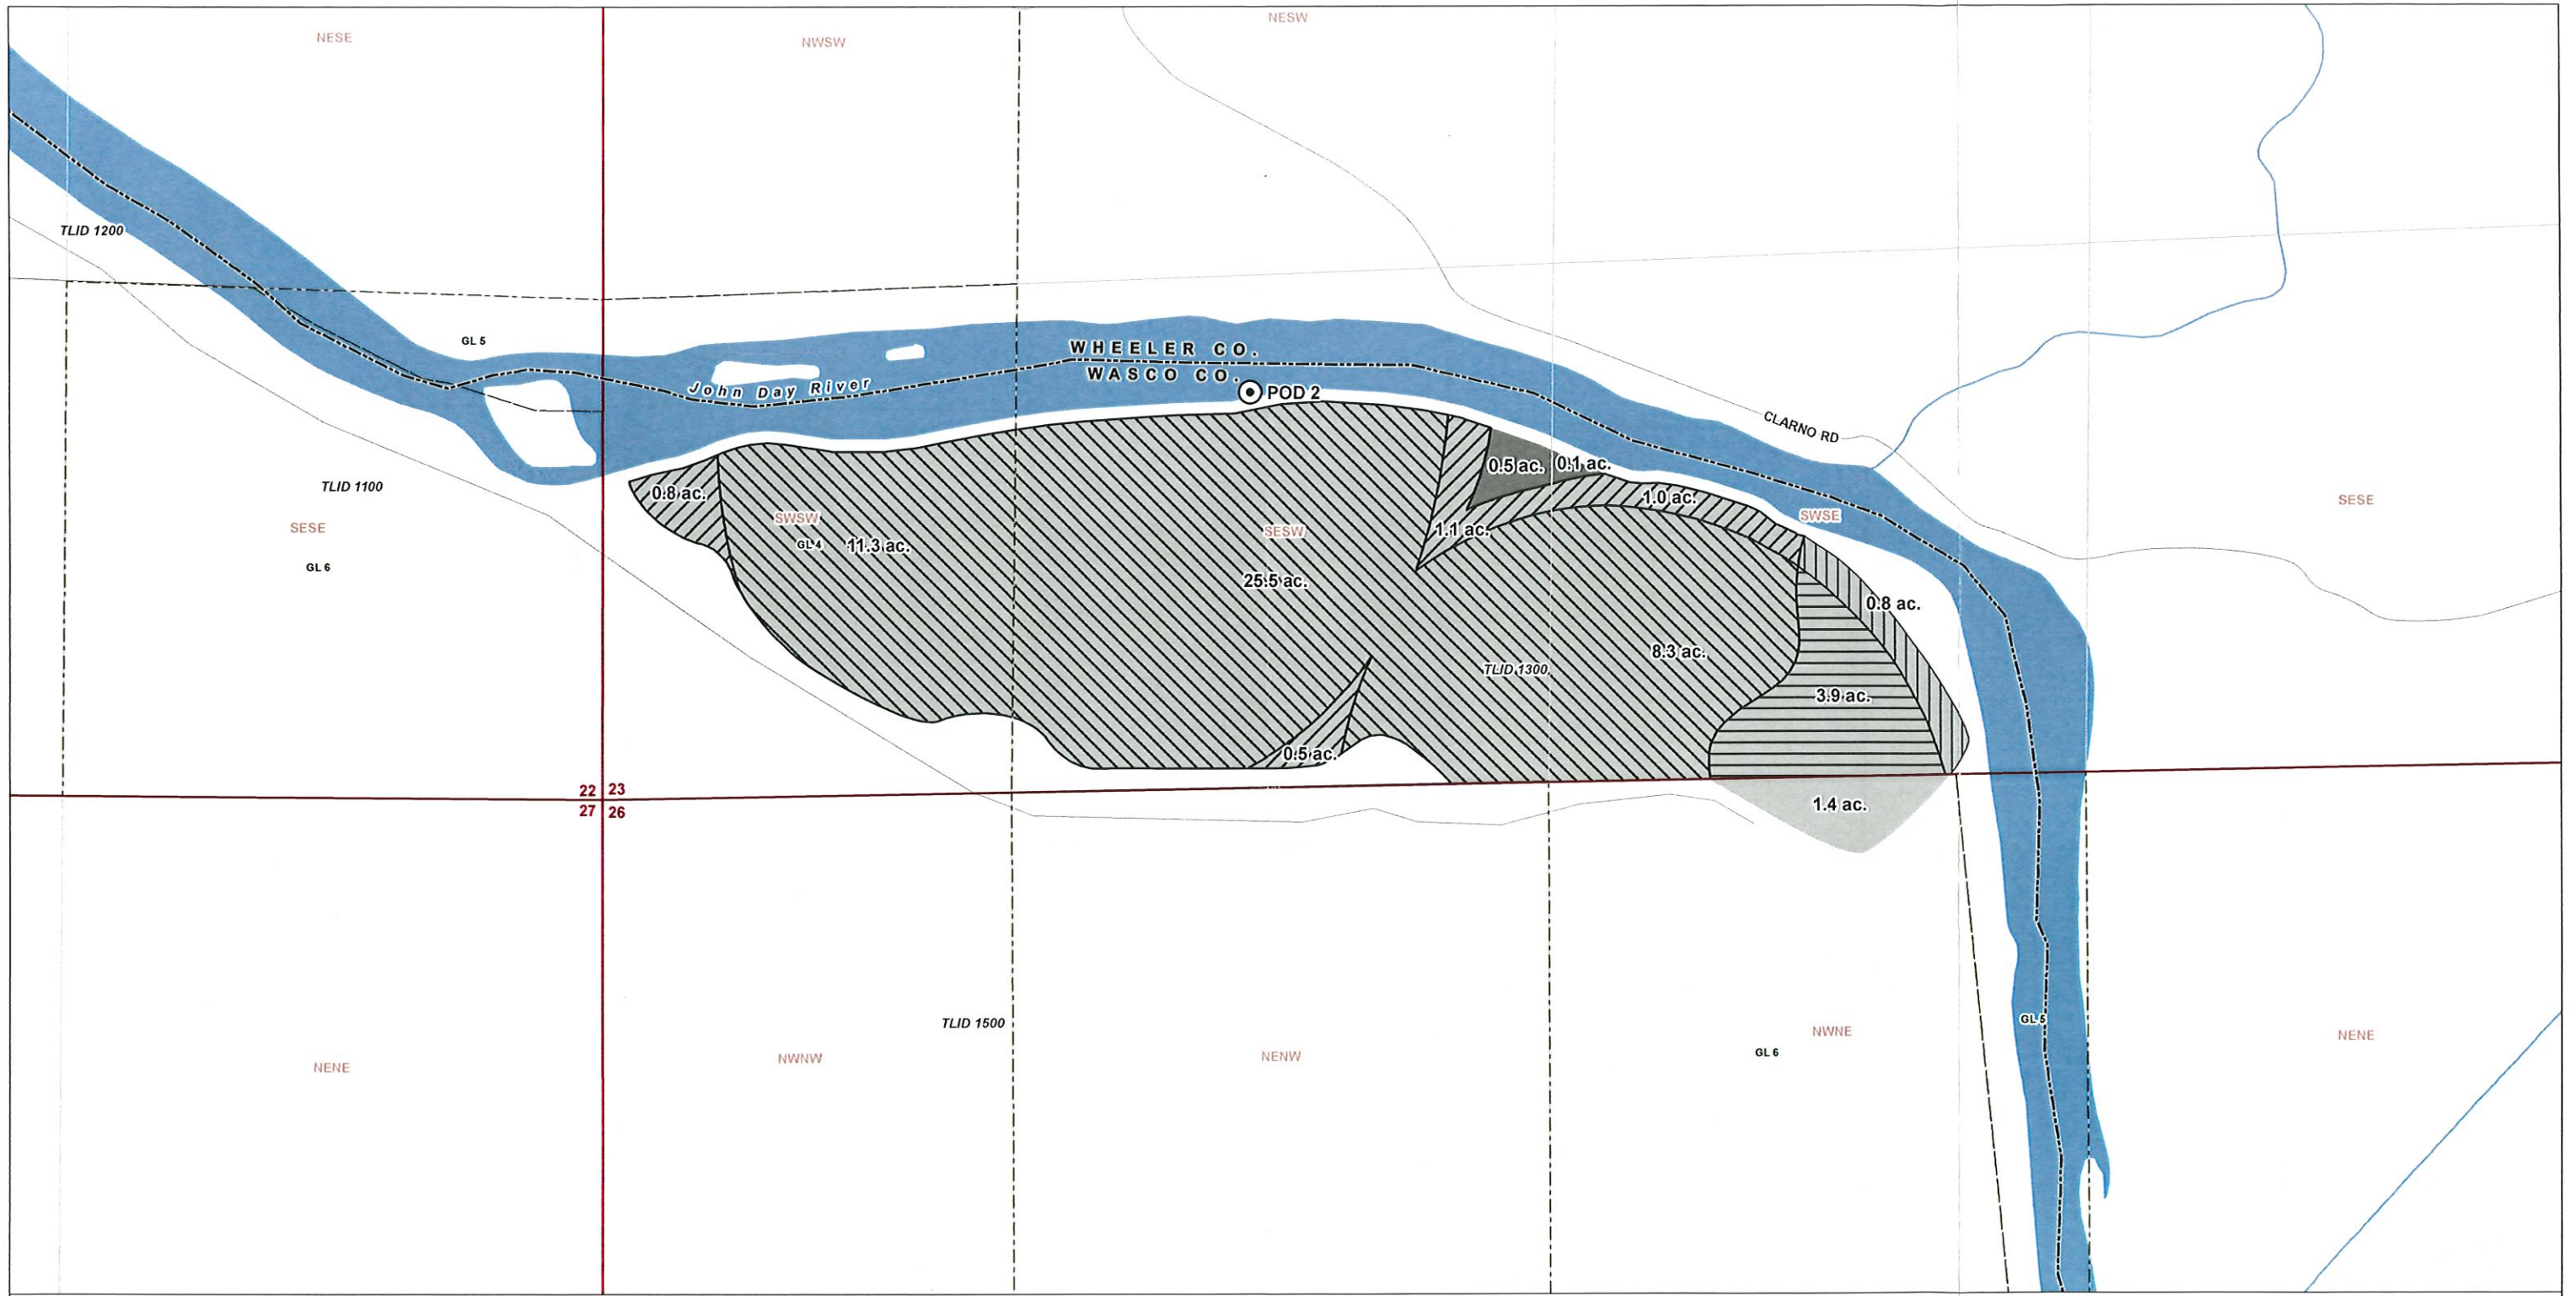 NESE
NWSW
NESW
TLID 1200
GL 5
WHEELER CO.
WASCO CO.
John Day River
POD 2
CLARNO RD
0.5 ac.
0.1 ac.
TLID 1100
0.8 ac.
1.0 ac.
SESE
SWSW
SESW
1.1 ac.
SWSE
SESE
GL 6
GL 4
11.3 ac.
25.5 ac.
0.8 ac.
8.3 ac.
TLID 1300
3.9 ac.
0.5 ac.
22 23
27 26
1.4 ac.
TLID 1500
GL 5
NENE
NWNW
NENW
NWNE
GL 6
NENE